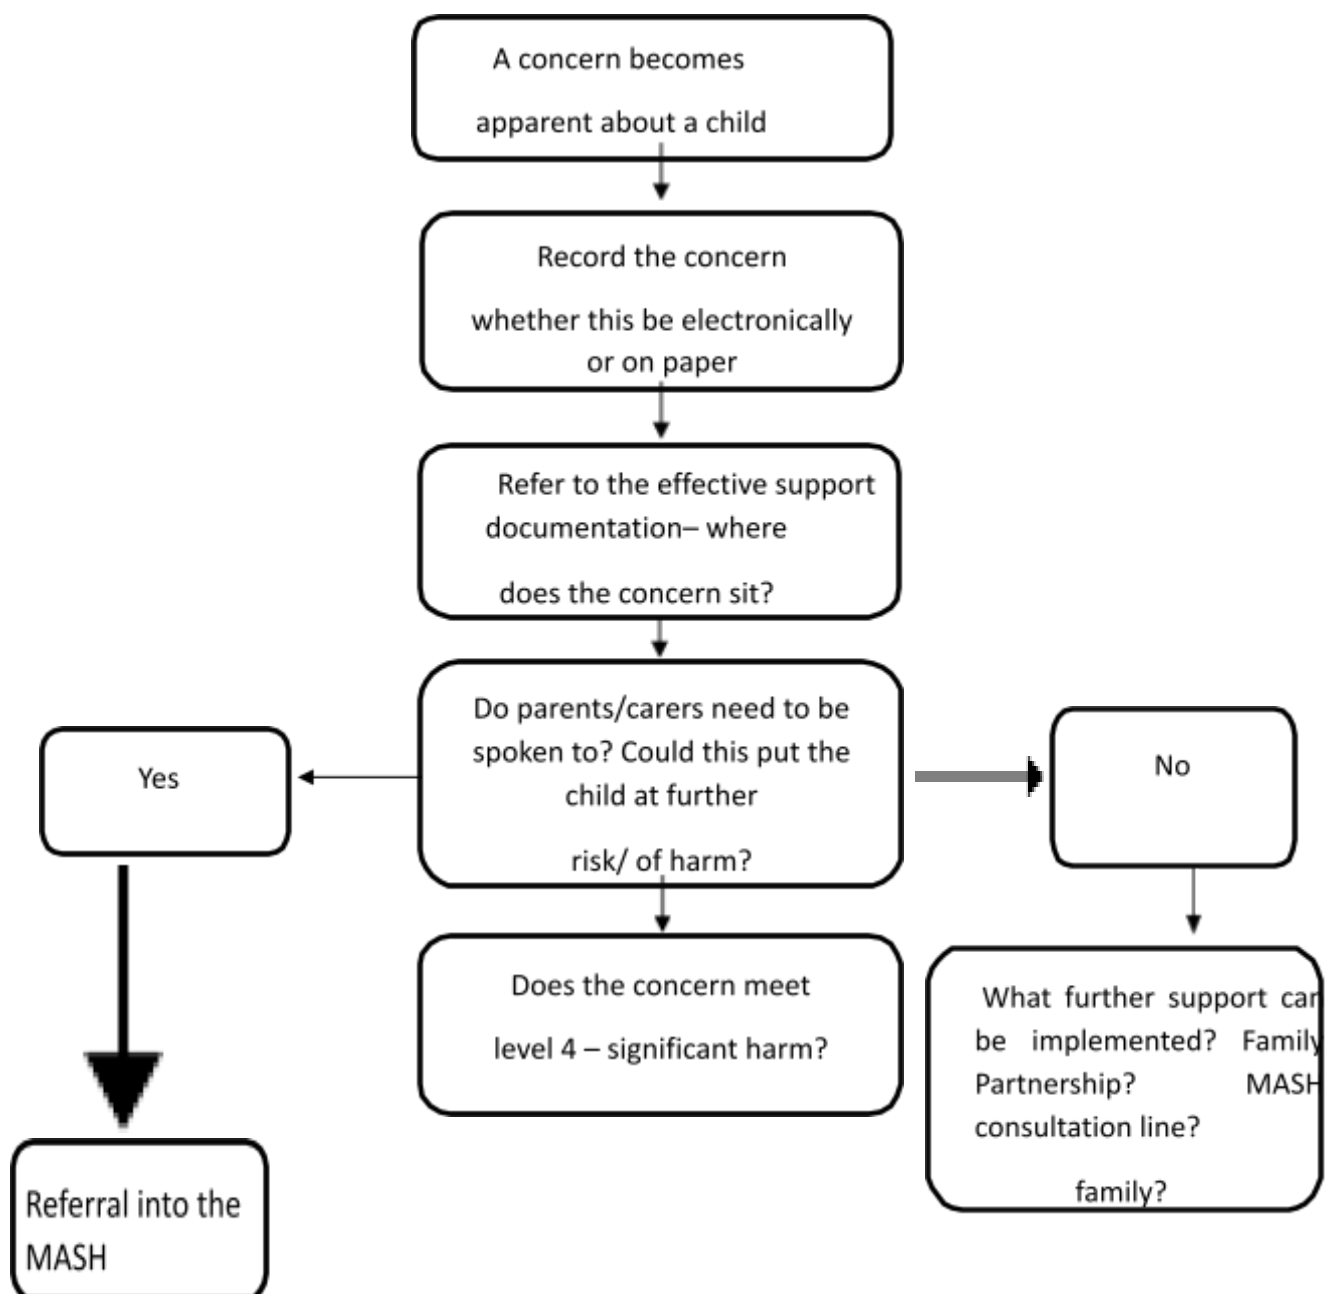 A concern becomes
apparent about a child
Record the concern
whether this be electronically
or on paper
Refer to the effective support
documentation– where
does the concern sit?
Do parents/carers need to be
spoken to? Could this put the
child at further
risk/ of harm?
Yes
No
Does the concern meet
level 4 – significant harm?
What further support can
be implemented? Family
Partnership? MASH
consultation line?
family?
Referral into the
MASH